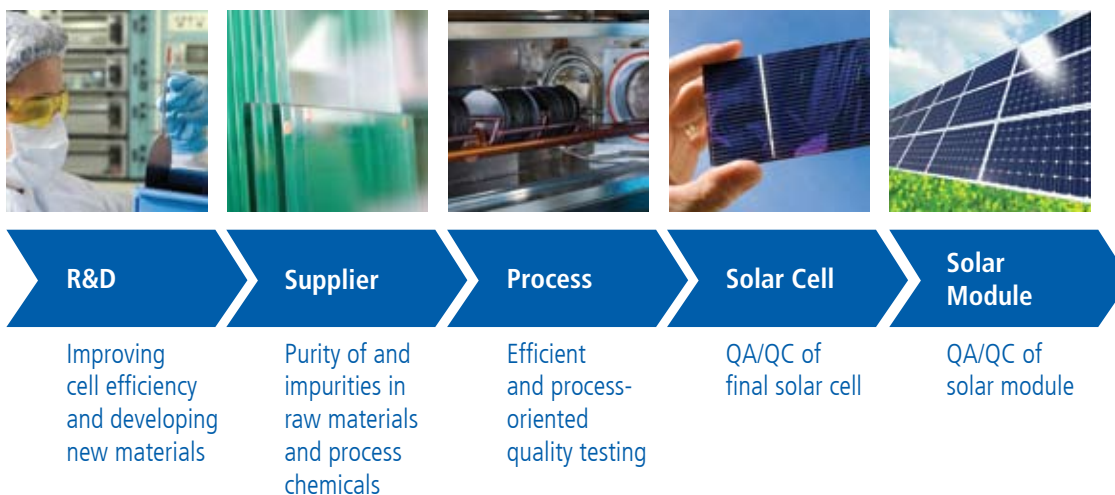 R&D
Improving
cell efficiency
and developing
new materials
Supplier
Purity of and
impurities in
raw materials
and process
chemicals
Process
Efficient
and process-
oriented
quality testing
Solar Cell
QA/QC of
final solar cell
Solar
Module
QA/QC of
solar module